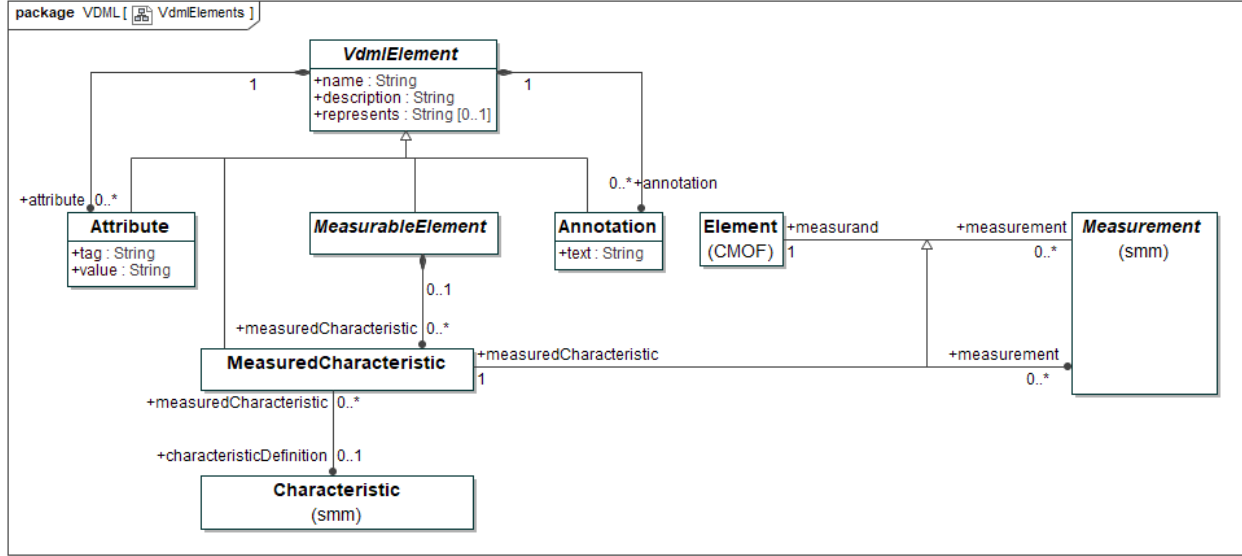 package VDML [ VdmlElements ]
VdmlElement
+name : String
+description : String
+represents : String [0..1]
1
1
+attribute 0..*
0..* +annotation
Attribute
+tag : String
+value : String
MeasurableElement
Annotation
+text : String
Element
(CMOF)
+measurand
1
+measurement
0..*
Measurement
(smm)
0..1
+measuredCharacteristic 0..*
MeasuredCharacteristic
+measuredCharacteristic
1
+measurement
0..*
+measuredCharacteristic 0..*
+characteristicDefinition 0..1
Characteristic
(smm)